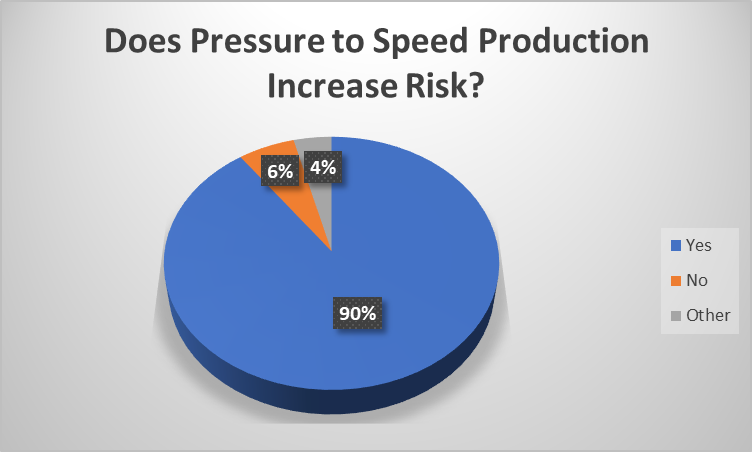 Does Pressure to Speed Production
Increase Risk?
6%
4%
90%
Yes
No
Other